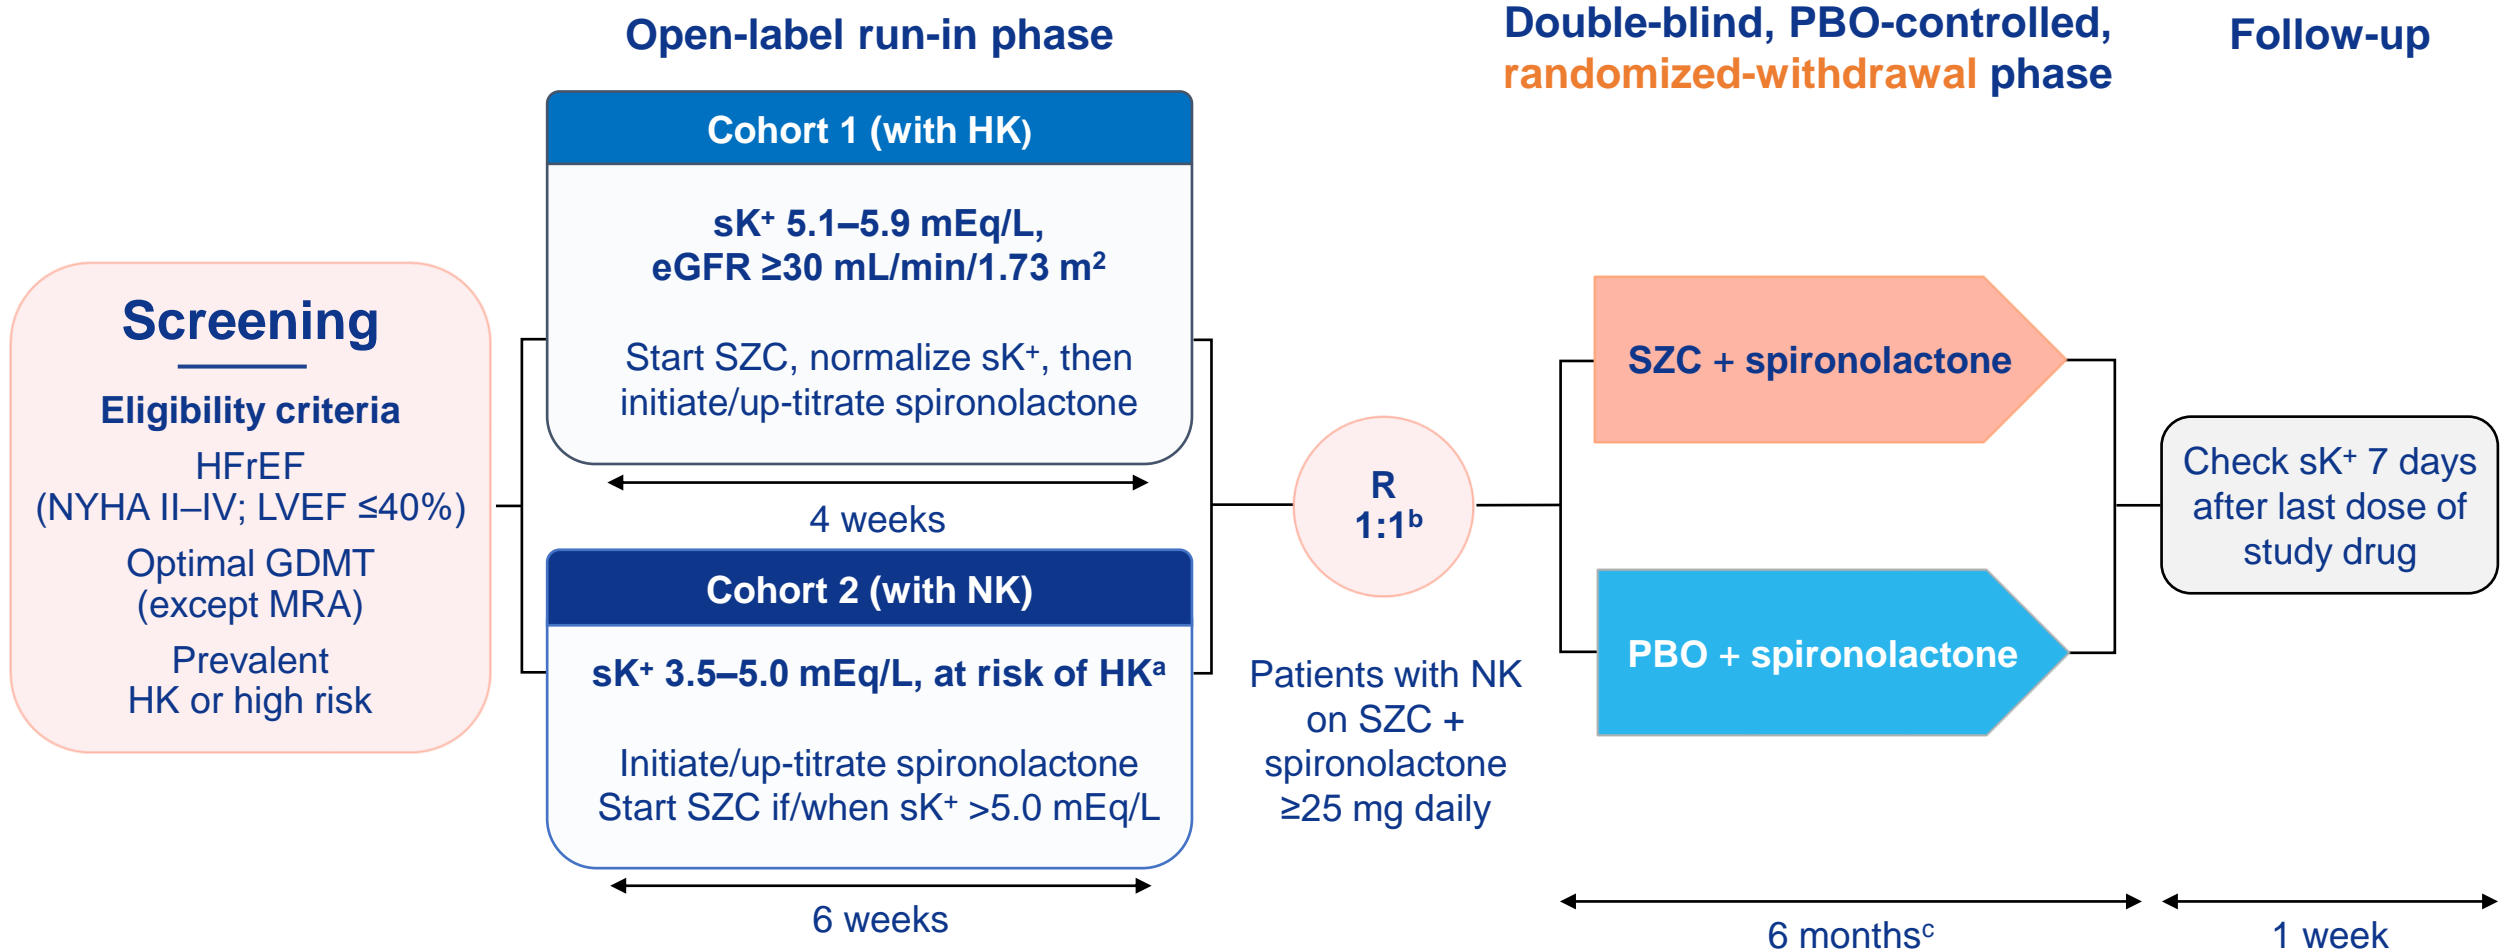 Open-label run-in phase
Double-blind, PBO-controlled,
randomized-withdrawal phase
Follow-up
Screening
Eligibility criteria
HFrEF
(NYHA II–IV; LVEF ≤40%)
Optimal GDMT
(except MRA)
Prevalent
HK or high risk
Cohort 1 (with HK)
sK⁺ 5.1–5.9 mEq/L,
eGFR ≥30 mL/min/1.73 m²
Start SZC, normalize sK⁺, then
initiate/up-titrate spironolactone
4 weeks
Cohort 2 (with NK)
sK⁺ 3.5–5.0 mEq/L, at risk of HKᵃ
Initiate/up-titrate spironolactone
Start SZC if/when sK⁺ >5.0 mEq/L
6 weeks
R
1:1ᵇ
Patients with NK
on SZC +
spironolactone
≥25 mg daily
SZC + spironolactone
PBO + spironolactone
6 monthsᶜ
Check sK⁺ 7 days
after last dose of
study drug
1 week